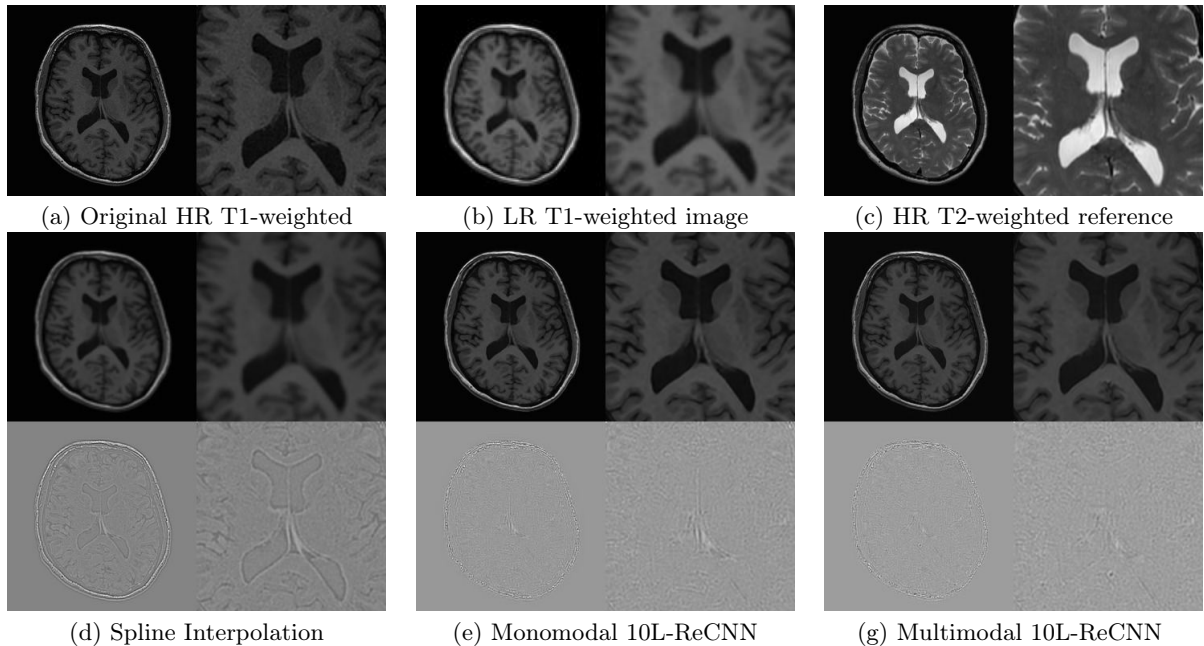 (a) Original HR T1-weighted
(b) LR T1-weighted image
(c) HR T2-weighted reference
(d) Spline Interpolation
(e) Monomodal 10L-ReCNN
(g) Multimodal 10L-ReCNN